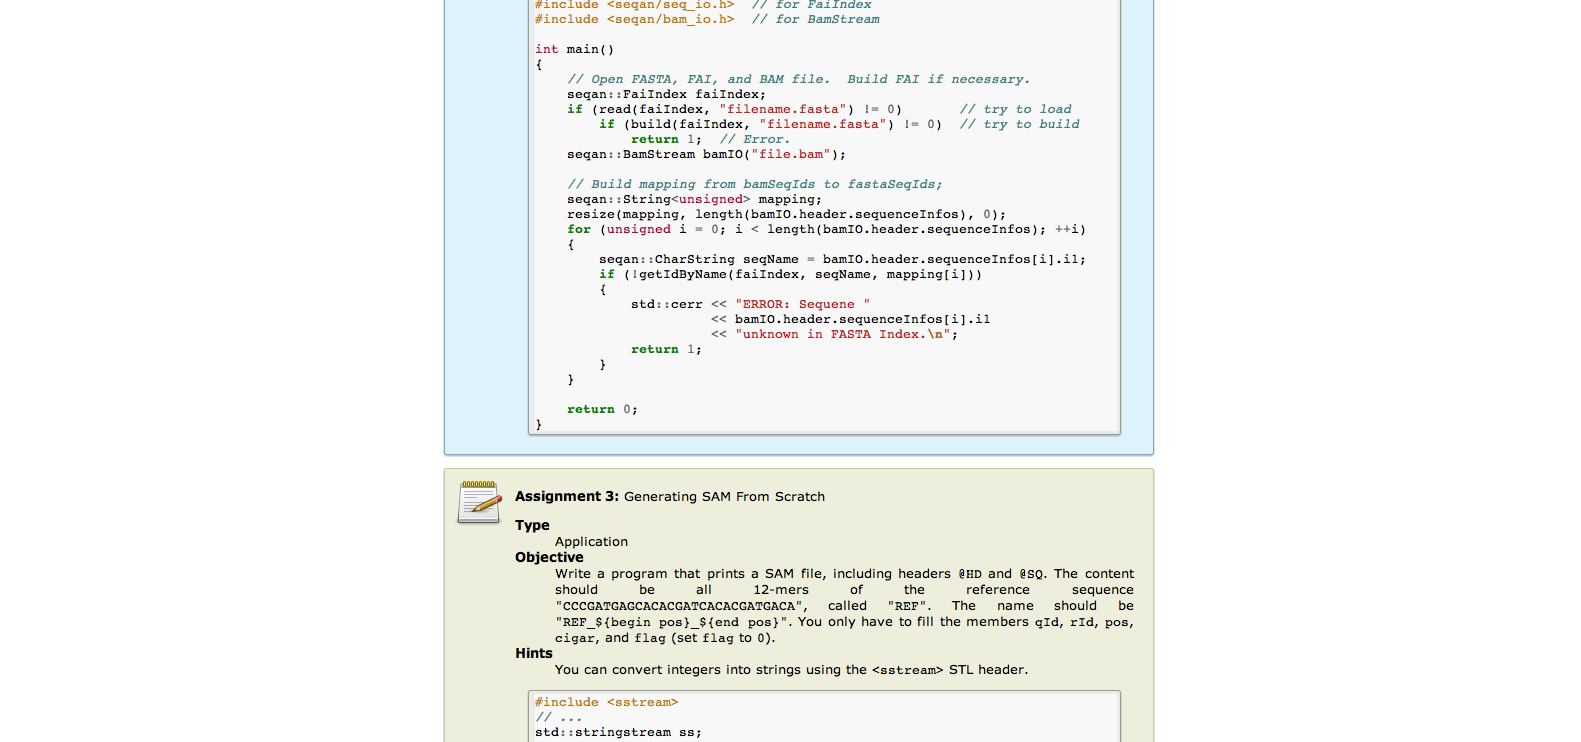 #include <seqan/seq_io.h>  // for FaiIndex
#include <seqan/bam_io.h>  // for BamStream
int main()
{
    // Open FASTA, FAI, and BAM file.  Build FAI if necessary.
    seqan::FaiIndex faiIndex;
    if (read(faiIndex, "filename.fasta") != 0)       // try to load
        if (build(faiIndex, "filename.fasta") != 0)  // try to build
            return 1;  // Error.
    seqan::BamStream bamIO("file.bam");
    // Build mapping from bamSeqIds to fastaSeqIds;
    seqan::String<unsigned> mapping;
    resize(mapping, length(bamIO.header.sequenceInfos), 0);
    for (unsigned i = 0; i < length(bamIO.header.sequenceInfos); ++i)
    {
        seqan::CharString seqName = bamIO.header.sequenceInfos[i].i1;
        if (!getIdByName(faiIndex, seqName, mapping[i]))
        {
            std::cerr << "ERROR: Sequene "
                      << bamIO.header.sequenceInfos[i].i1
                      << "unknown in FASTA Index.\n";
            return 1;
        }
    }
    return 0;
}
Assignment 3: Generating SAM From Scratch
Type
Application
Objective
Write a program that prints a SAM file, including headers @HD and @SQ. The content
should be all 12-mers of the reference sequence
"CCCGATGAGCACACGATCACACGATGACA", called "REF". The name should be
"REF_${begin pos}_${end pos}". You only have to fill the members qId, rId, pos,
cigar, and flag (set flag to 0).
Hints
You can convert integers into strings using the <sstream> STL header.
#include <sstream>
// ...
std::stringstream ss;